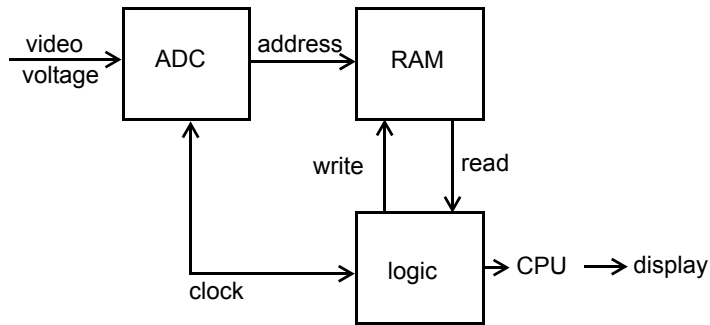 video
voltage
ADC
address
RAM
write
read
clock
logic
CPU
display